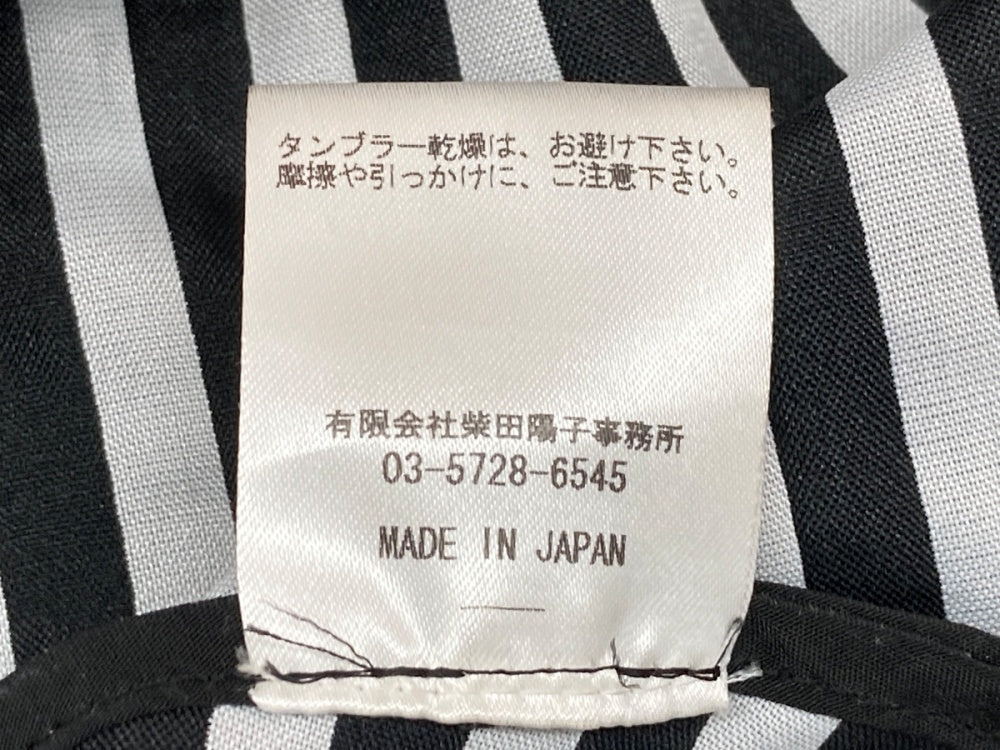 タンブラー乾燥は、お避け下さい。
摩擦や引っかけに、ご注意下さい。
有限会社柴田陽子事務所
03-5728-6545
MADE IN JAPAN